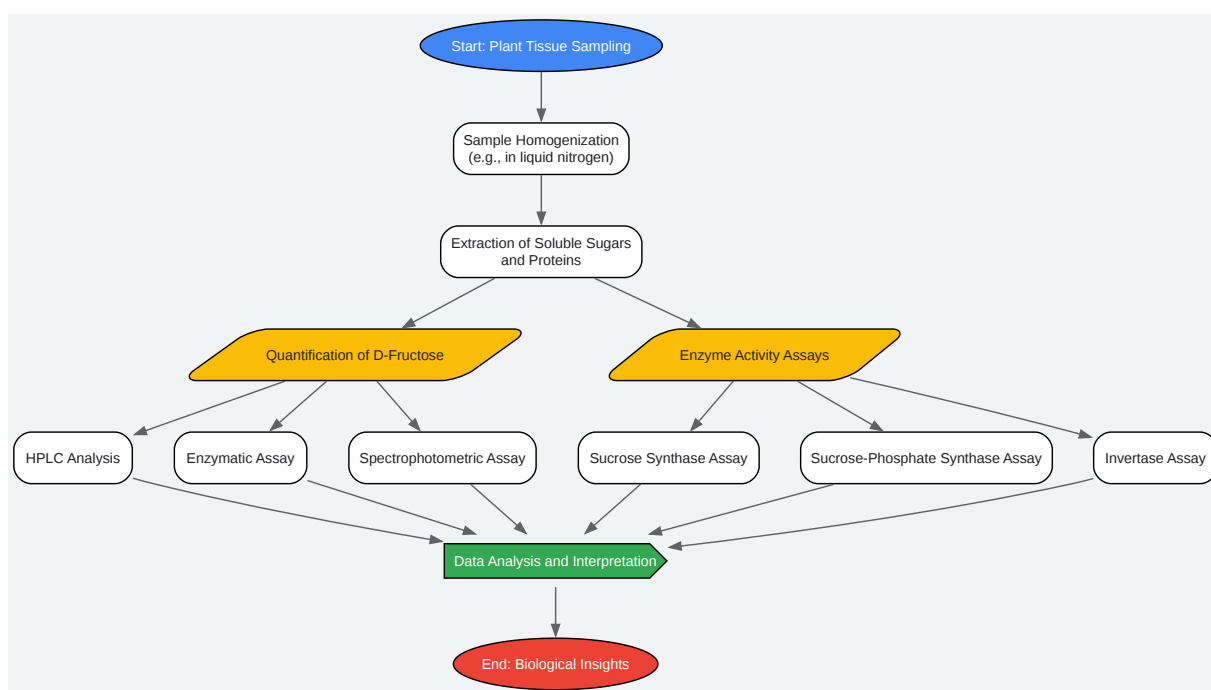 Start: Plant Tissue Sampling
Sample Homogenization
(e.g., in liquid nitrogen)
Extraction of Soluble Sugars
and Proteins
Quantification of D-Fructose
Enzyme Activity Assays
HPLC Analysis
Enzymatic Assay
Spectrophotometric Assay
Sucrose Synthase Assay
Sucrose-Phosphate Synthase Assay
Invertase Assay
Data Analysis and Interpretation
End: Biological Insights